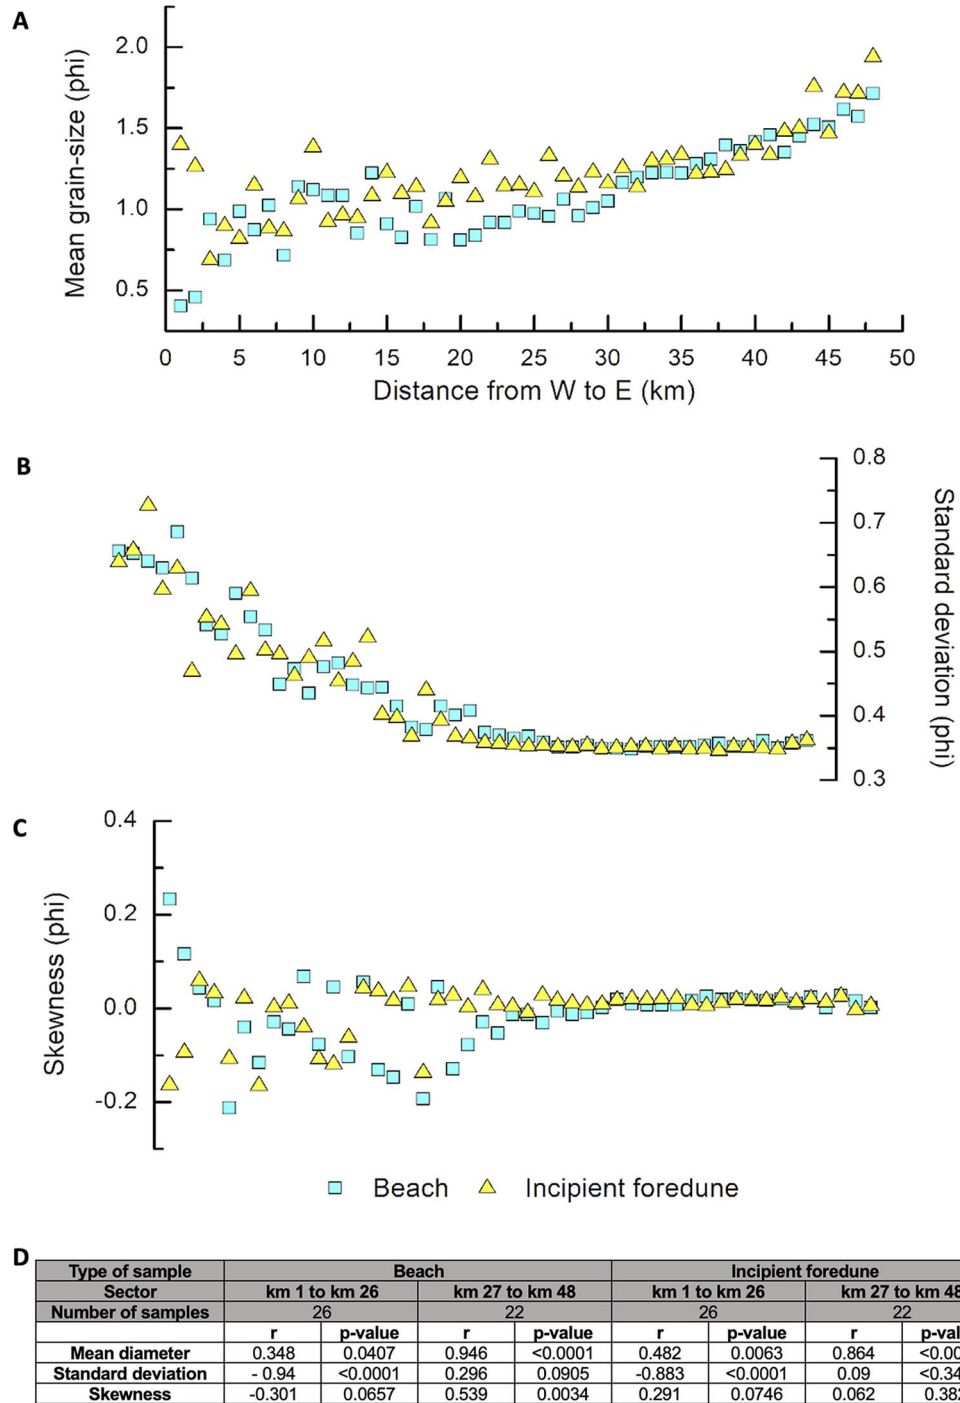 A
Mean grain-size (phi)
2.0
1.5
1.0
0.5
0 5 10 15 20 25 30 35 40 45 50
Distance from W to E (km)
B
0.8
0.7
0.6
0.5
0.4
0.3
Standard deviation (phi)
C
Skewness (phi)
0.4
0.2
0.0
-0.2
Beach Incipient foredune
D
Type of sample Beach Incipient foredune
Sector km 1 to km 26 km 27 to km 48 km 1 to km 26 km 27 to km 48
Number of samples 26 22 26 22
r p-value r p-value r p-value r p-val
Mean diameter 0.348 0.0407 0.946 <0.0001 0.482 0.0063 0.864 <0.00
Standard deviation - 0.94 <0.0001 0.296 0.0905 -0.883 <0.0001 0.09 <0.34
Skewness -0.301 0.0657 0.539 0.0034 0.291 0.0746 0.062 0.382